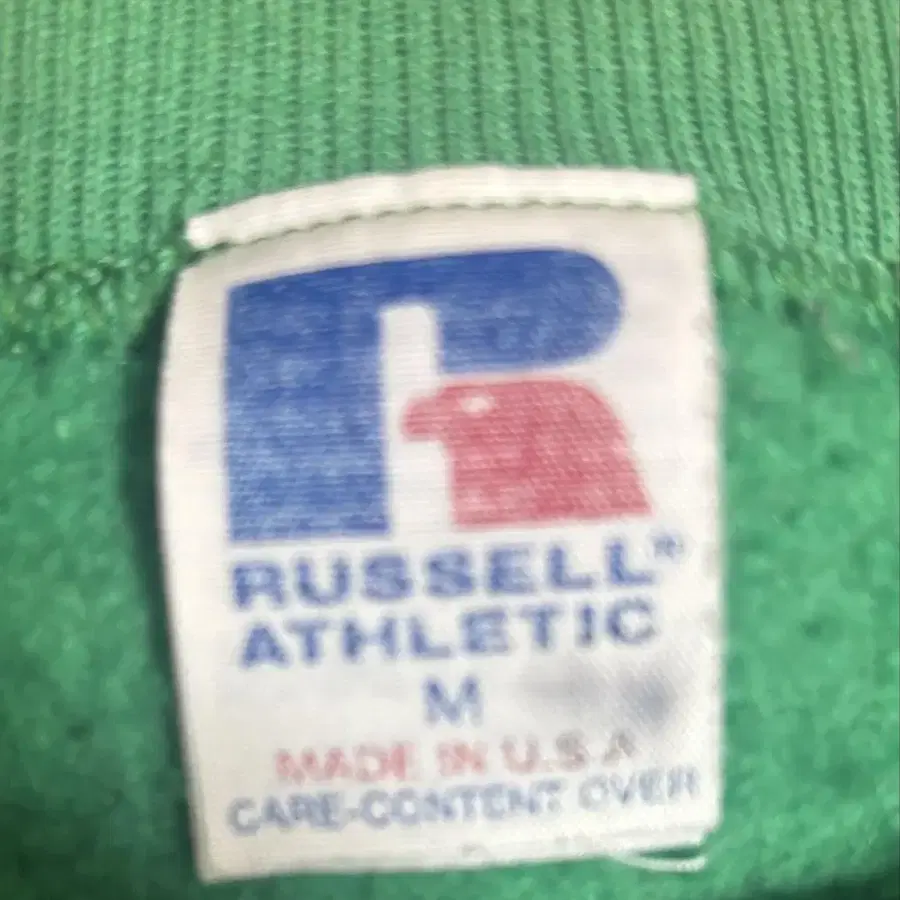 RUSSELL®
ATHLETIC
M
MADE IN U.S.A
CARE-CONTENT OVER